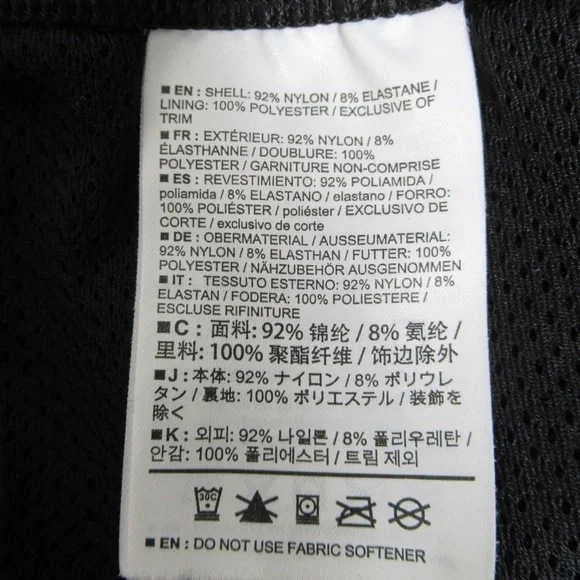 ■ EN : SHELL: 92% NYLON / 8% ELASTANE /
LINING: 100% POLYESTER / EXCLUSIVE OF
TRIM
■ FR : EXTÉRIEUR: 92% NYLON / 8%
ÉLASTHANNE / DOUBLURE: 100%
POLYESTER / GARNITURE NON-COMPRISE
■ ES : REVESTIMIENTO: 92% POLIAMIDA /
poliamida / 8% ELASTANO / elastano / FORRO:
100% POLIÉSTER / poliéster / EXCLUSIVO DE
CORTE / exclusivo de corte
■ DE : OBERMATERIAL / AUSSEUMATERIAL:
92% NYLON / 8% ELASTHAN / FUTTER: 100%
POLYESTER / NÄHZUBEHÖR AUSGENOMMEN
■ IT : TESSUTO ESTERNO: 92% NYLON / 8%
ELASTAN / FODERA: 100% POLIESTERE /
ESCLUSE RIFINITURE
■ C : 面料: 92% 锦纶 / 8% 氨纶 /
里料: 100% 聚酯纤维 / 饰边除外
■ J : 本体: 92% ナイロン / 8% ポリウレ
タン / 裏地: 100% ポリエステル / 装飾を
除く
■ K : 외피: 92% 나일론 / 8% 폴리우레탄 /
안감: 100% 폴리에스터 / 트림 제외
30C
■ EN : DO NOT USE FABRIC SOFTENER